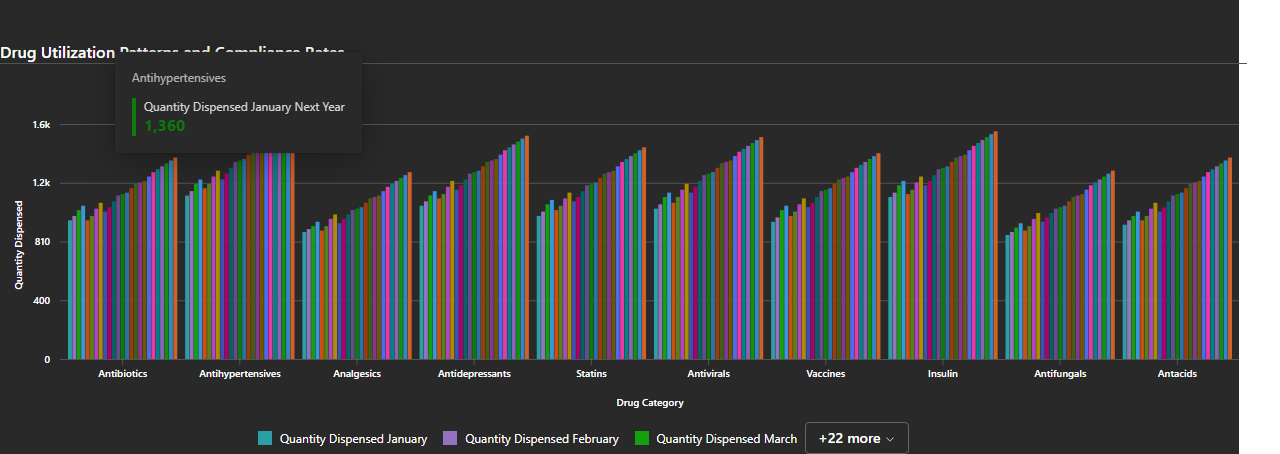 Drug Utilization Patterns and Compliance Rates
Antihypertensives
Quantity Dispensed January Next Year
1,360
1.6k
1.2k
810
400
0
Quantity Dispensed
Antibiotics
Antihypertensives
Analgesics
Antidepressants
Statins
Antivirals
Vaccines
Insulin
Antifungals
Antacids
Drug Category
Quantity Dispensed January
Quantity Dispensed February
Quantity Dispensed March
+22 more